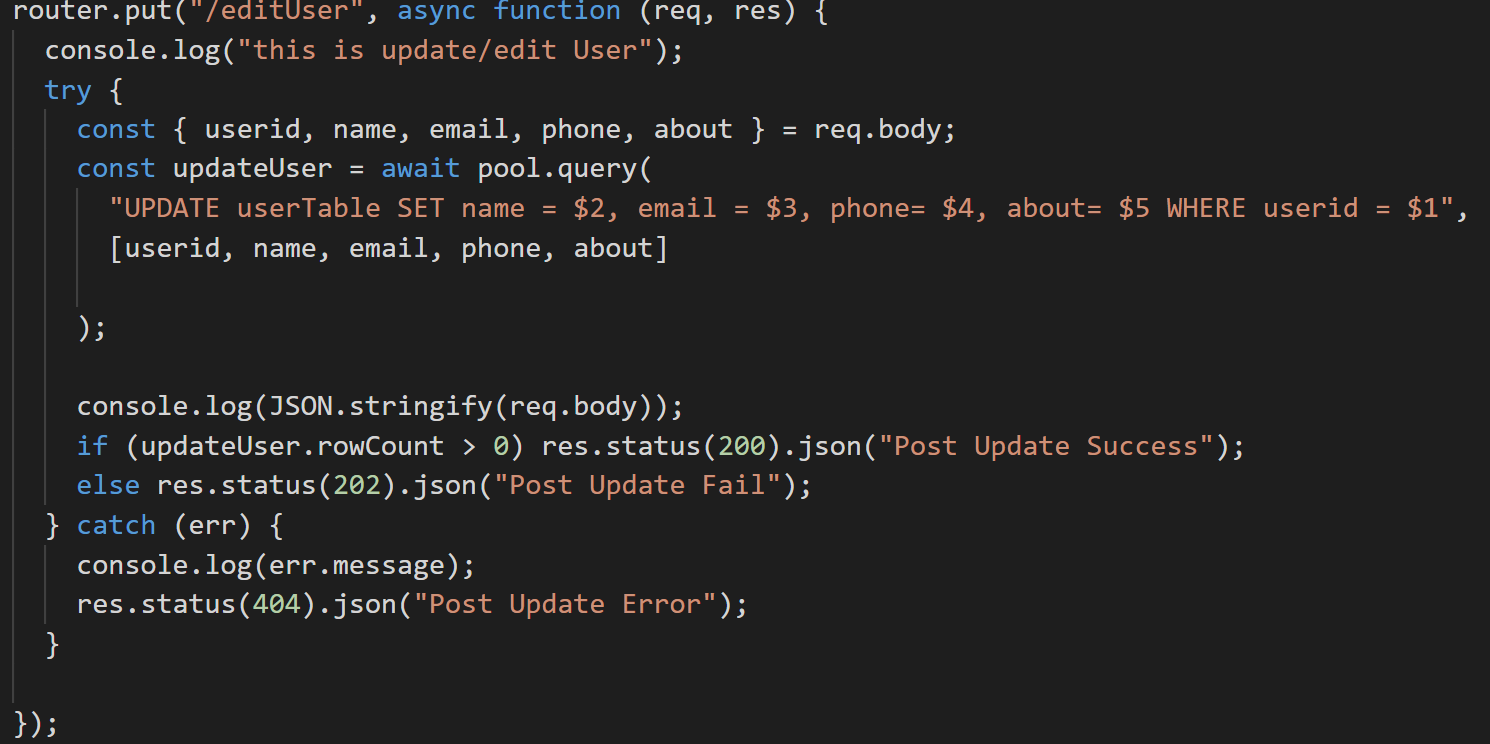 router.put("/editUser", async function (req, res) {
console.log("this is update/edit User");
try {
const { userid, name, email, phone, about } = req.body;
const updateUser = await pool.query(
"UPDATE userTable SET name = $2, email = $3, phone= $4, about= $5 WHERE userid = $1",
[userid, name, email, phone, about]
);
console.log(JSON.stringify(req.body));
if (updateUser.rowCount > 0) res.status(200).json("Post Update Success");
else res.status(202).json("Post Update Fail");
} catch (err) {
console.log(err.message);
res.status(404).json("Post Update Error");
}
});